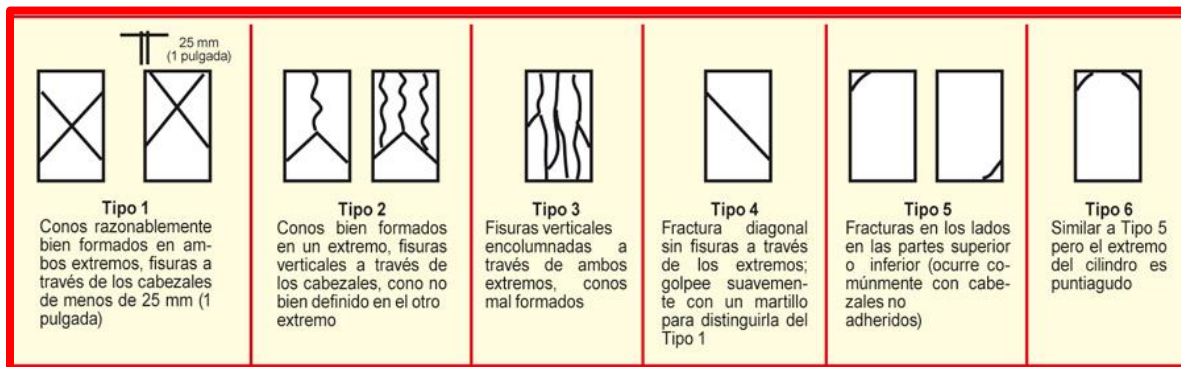 25 mm
(1 pulgada)
Tipo 1
Conos razonablemente
bien formados en am-
bos extremos, fisuras a
través de los cabezales
de menos de 25 mm (1
pulgada)
Tipo 2
Conos bien formados
en un extremo, fisuras
verticales a través de
los cabezales, cono no
bien definido en el otro
extremo
Tipo 3
Fisuras verticales
encolumnadas a
través de ambos
extremos, conos
mal formados
Tipo 4
Fractura diagonal
sin fisuras a través
de los extremos;
golpee suavemen-
te con un martillo
para distinguirla del
Tipo 1
Tipo 5
Fracturas en los lados
en las partes superior
o inferior (ocurre co-
múnmente con cabe-
zales no
adheridos)
Tipo 6
Similar a Tipo 5
pero el extremo
del cilindro es
puntiagudo